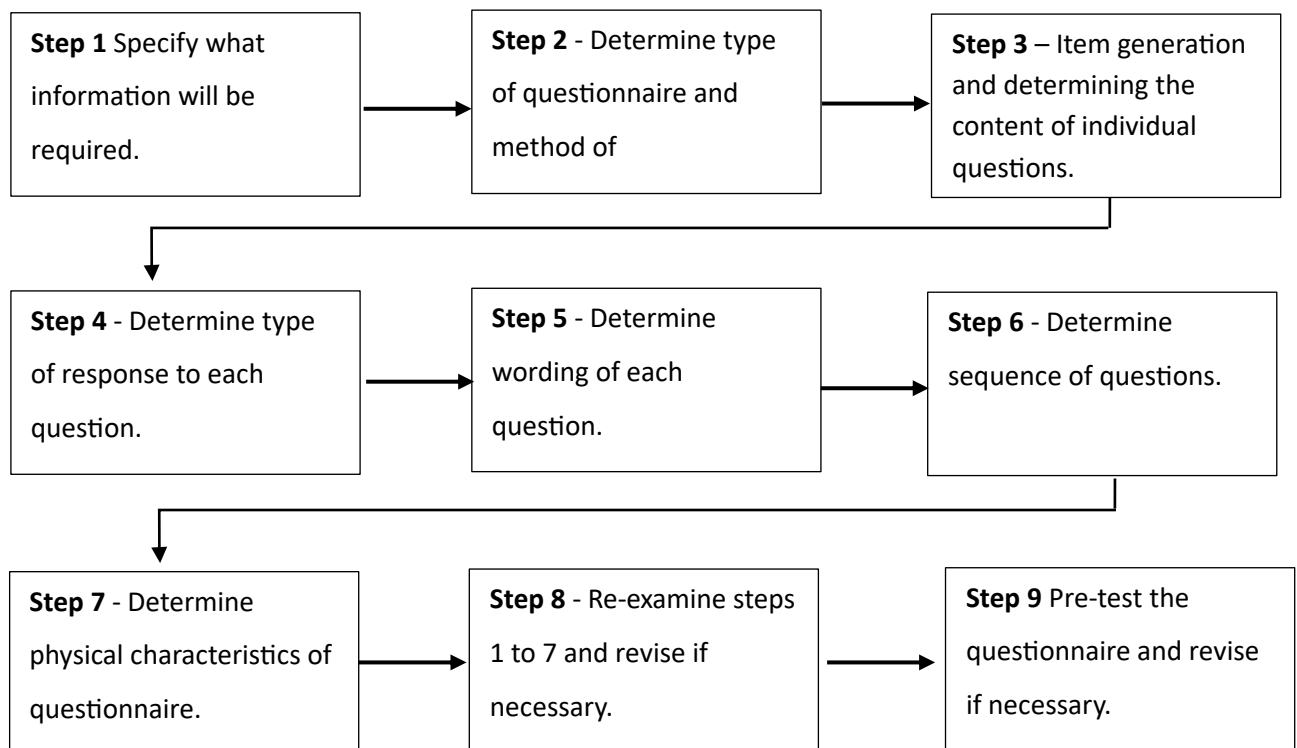 Step 1 Specify what
information will be
required.
Step 2 - Determine type
of questionnaire and
method of
Step 3 – Item generation
and determining the
content of individual
questions.
Step 4 - Determine type
of response to each
question.
Step 5 - Determine
wording of each
question.
Step 6 - Determine
sequence of questions.
Step 7 - Determine
physical characteristics of
questionnaire.
Step 8 - Re-examine steps
1 to 7 and revise if
necessary.
Step 9 Pre-test the
questionnaire and revise
if necessary.